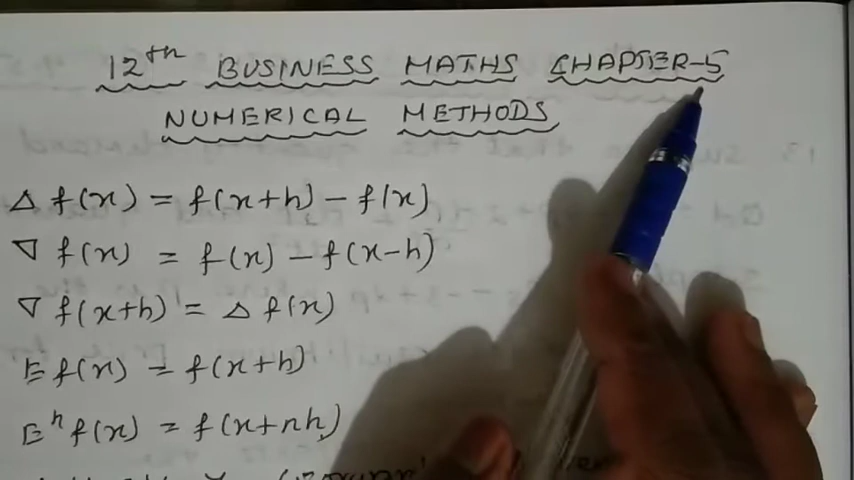 12th BUSINESS MATHS CHAPTER-5
NUMERICAL METHODS
Δ f(x) = f(x+h) - f(x)
∇ f(x) = f(x) - f(x-h)
∇ f(x+h) = Δ f(x)
E f(x) = f(x+h)
Eⁿ f(x) = f(x+nh)